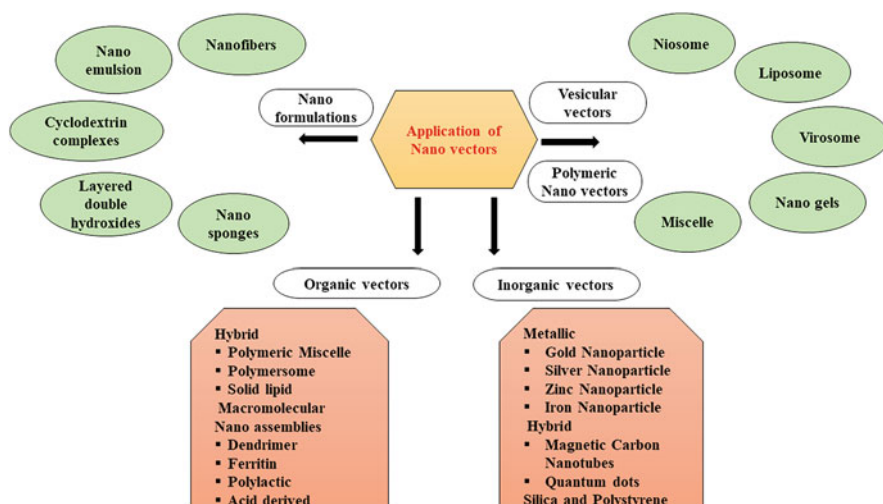 Nano
emulsion
Nanofibers
Cyclodextrin
complexes
Layered
double
hydroxides
Nano
sponges
Nano
formulations
Application of
Nano vectors
Vesicular
vectors
Polymeric
Nano vectors
Niosome
Liposome
Virosome
Nano gels
Miscelle
Organic vectors
Inorganic vectors
Hybrid
▪ Polymeric Miscelle
▪ Polymersome
▪ Solid lipid
Macromolecular
Nano assemblies
▪ Dendrimer
▪ Ferritin
▪ Polylactic
▪ Acid derived
Metallic
▪ Gold Nanoparticle
▪ Silver Nanoparticle
▪ Zinc Nanoparticle
▪ Iron Nanoparticle
Hybrid
▪ Magnetic Carbon
Nanotubes
▪ Quantum dots
Silica and Polystyrene